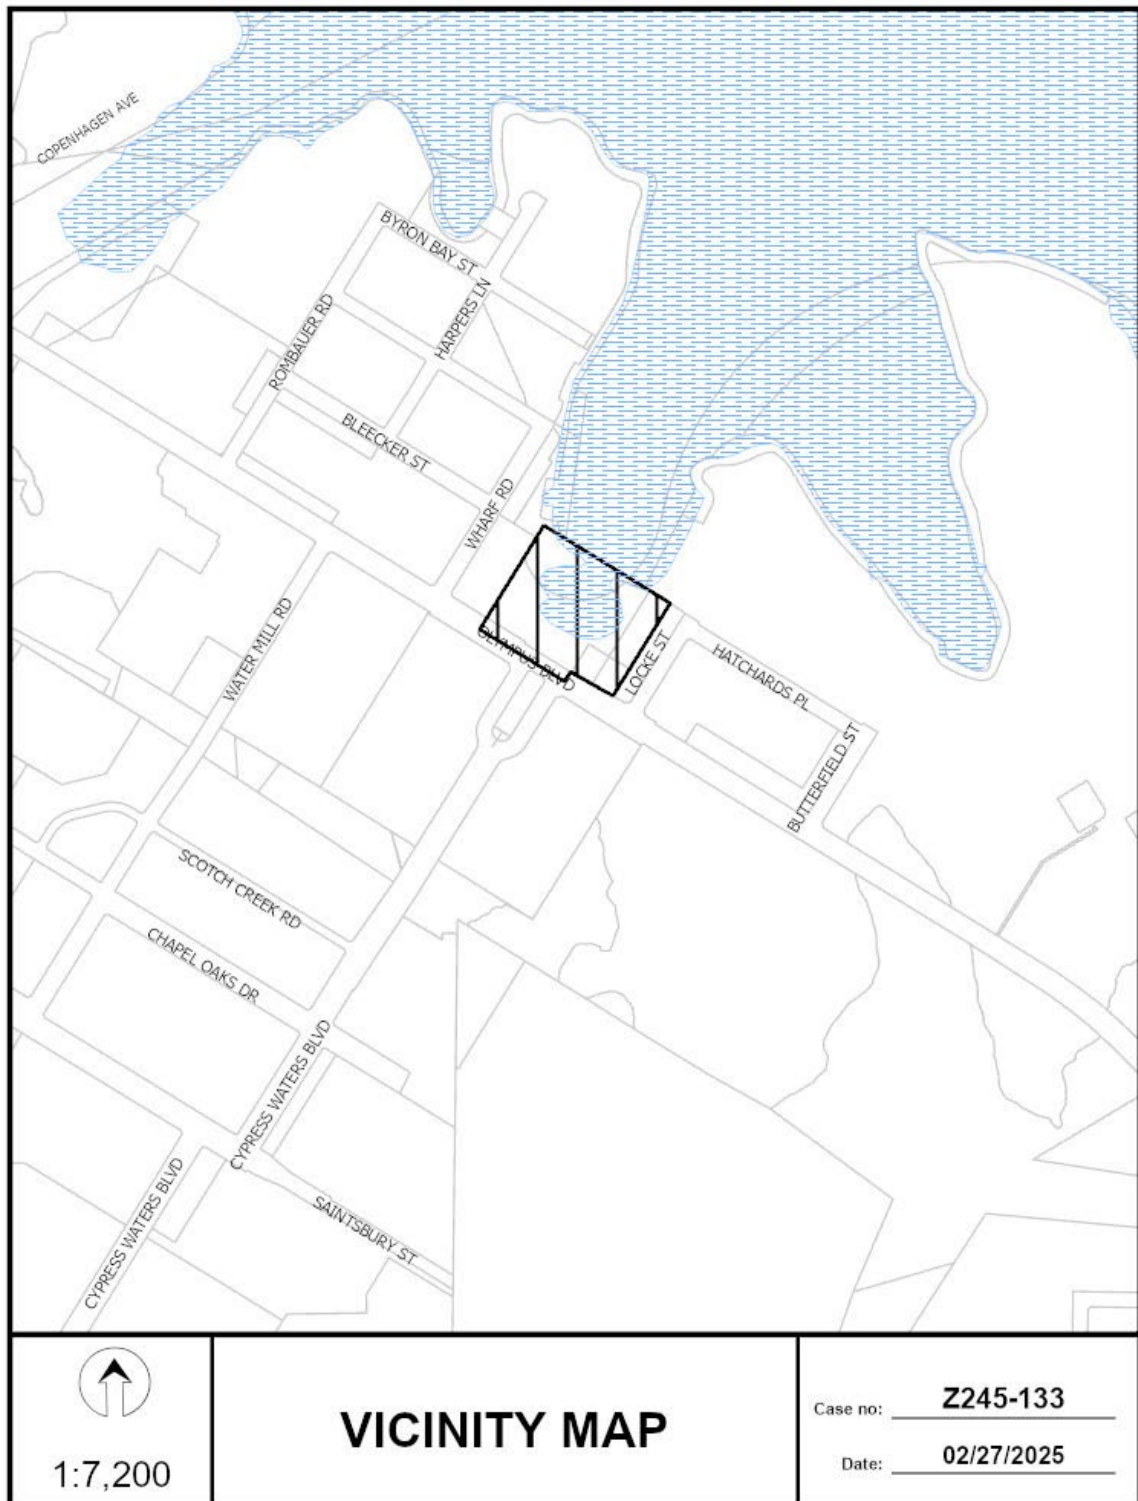 COPENHAGEN AVE
BYRON BAY ST
HARPERS LN
ROMBAUER RD
BLEECKER ST
WHARF RD
OLYMPUS BLVD
LOCKE ST
HATCHARDS PL
BUTTERFIELD ST
WATER MILL RD
SCOTCH CREEK RD
CHAPEL OAKS DR
CYPRESS WATERS BLVD
CYPRESS WATERS BLVD
SAINTSBURY ST
1:7,200
VICINITY MAP
Case no: Z245-133
Date: 02/27/2025